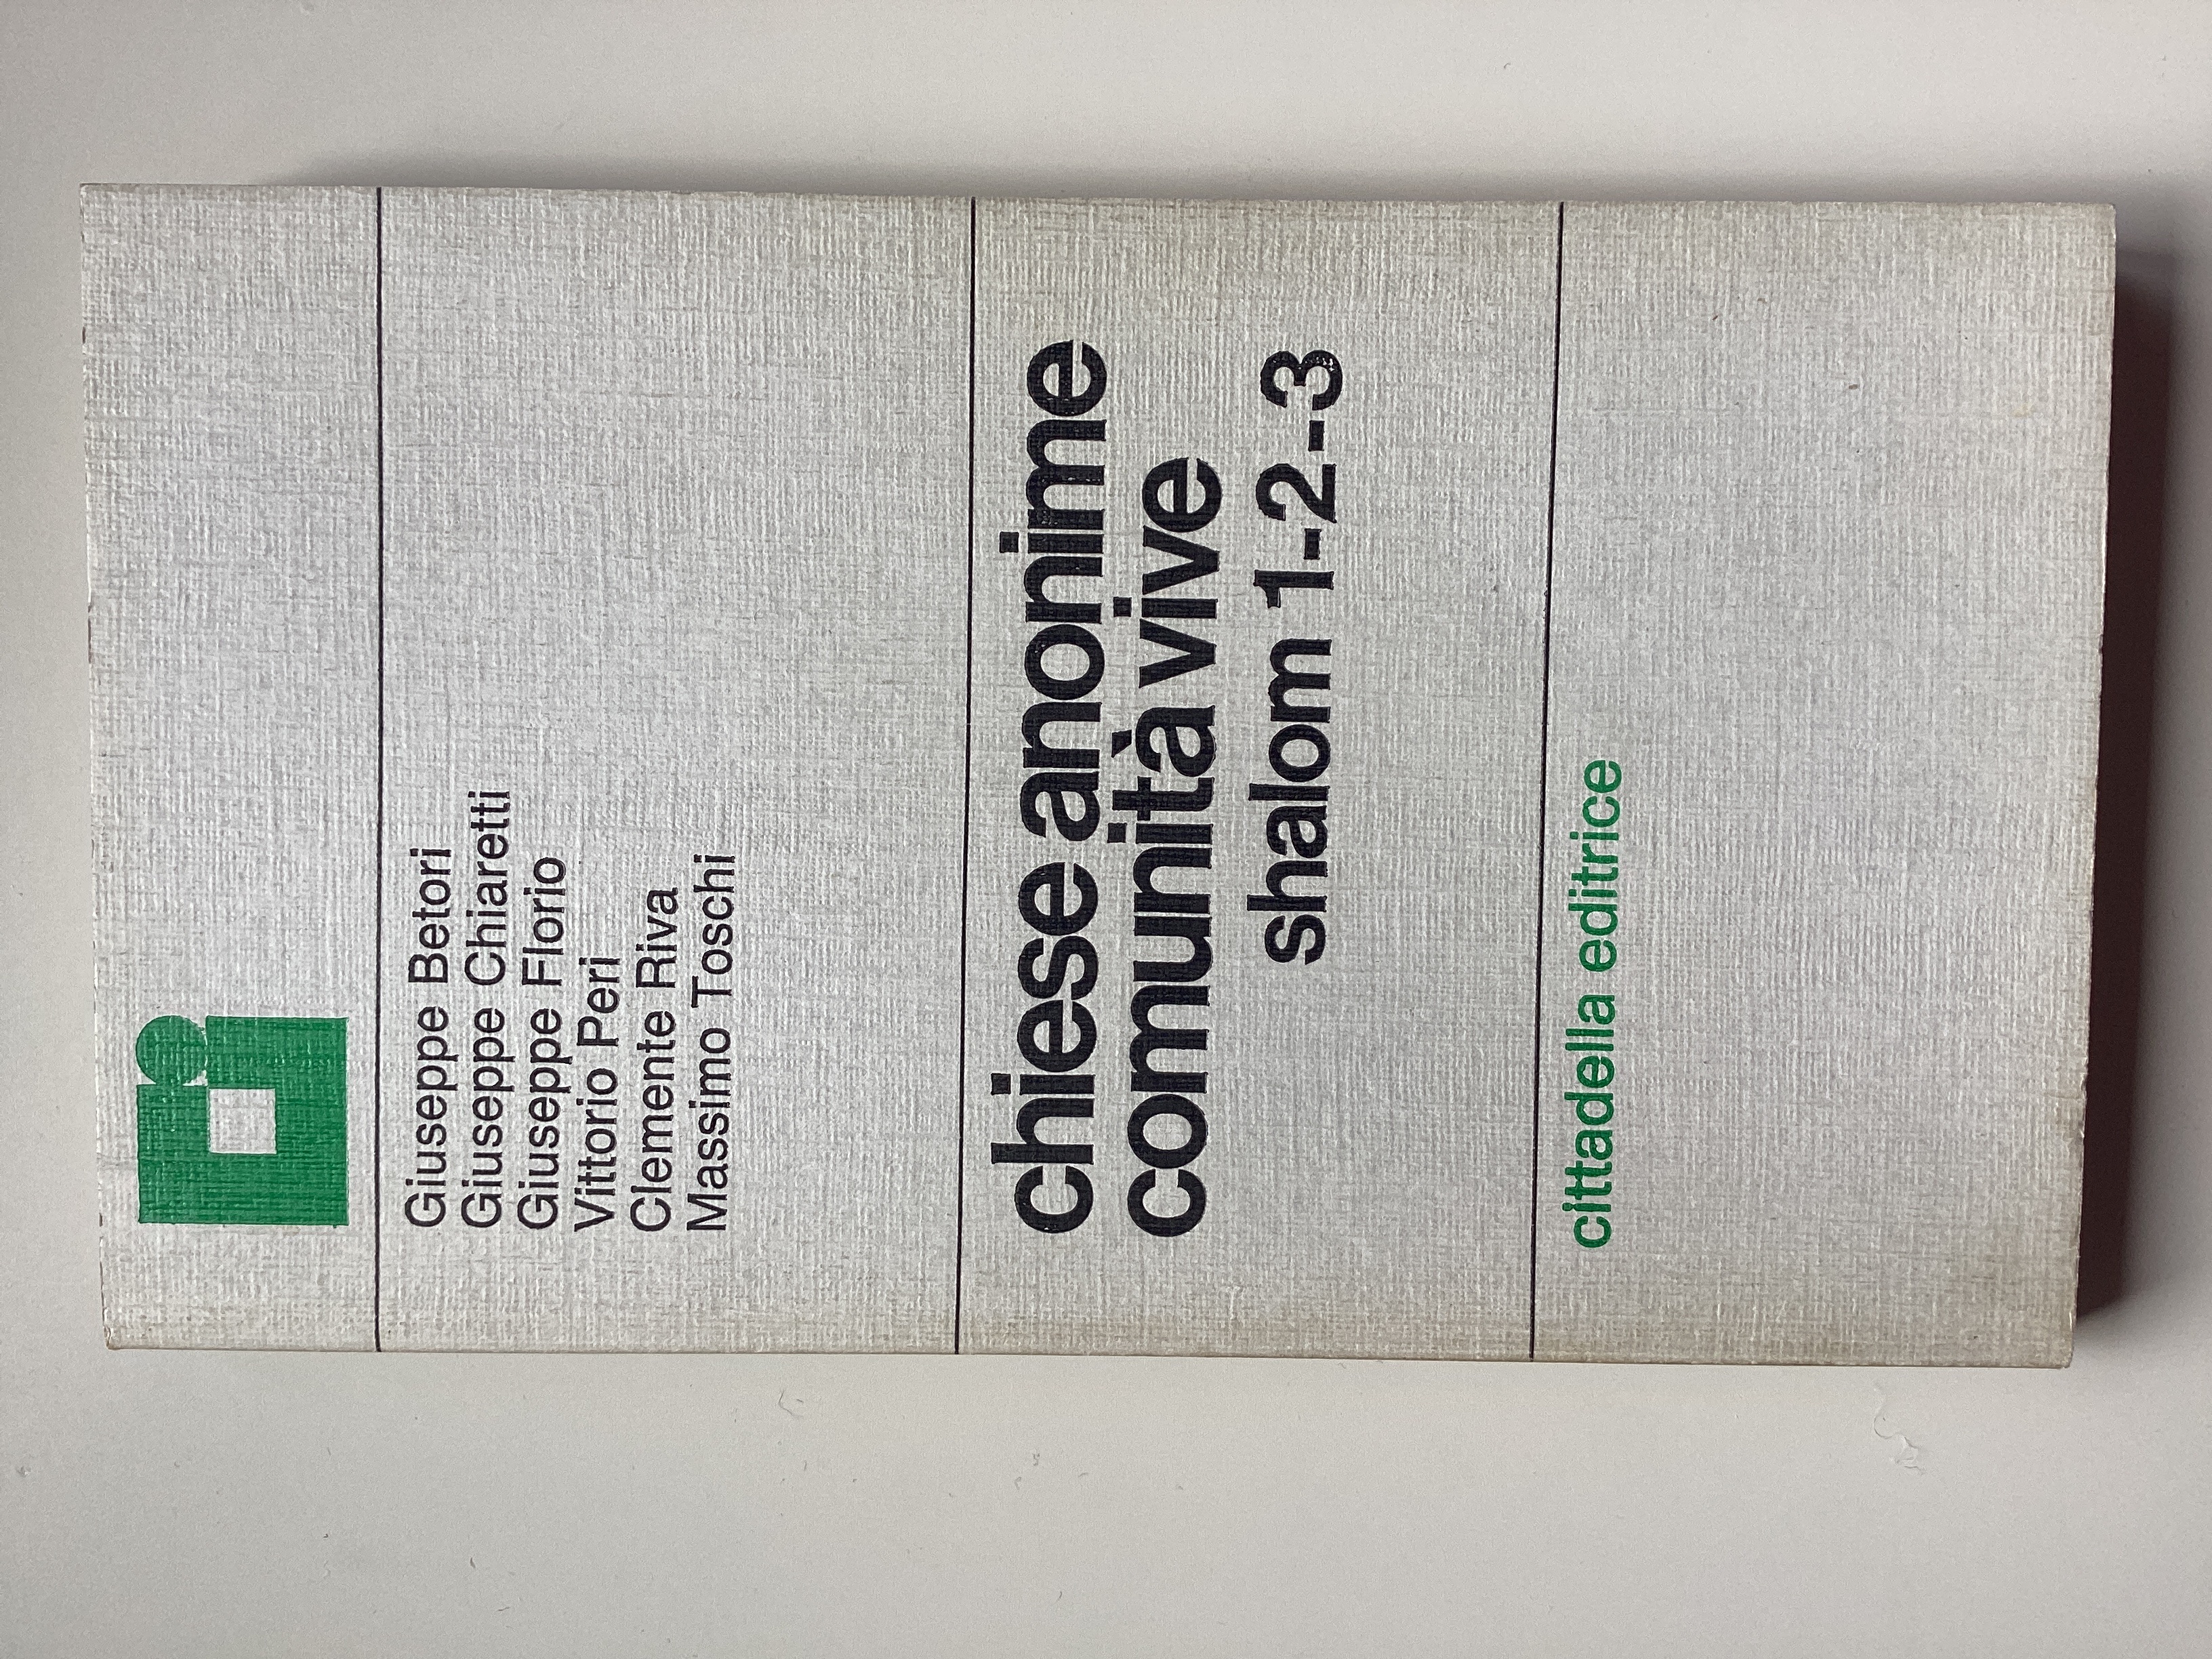 Giuseppe Betori
Giuseppe Chiaretti
Giuseppe Florio
Vittorio Peri
Clemente Riva
Massimo Toschi
chiese anonime
comunità vive
shalom 1-2-3
cittadella editrice